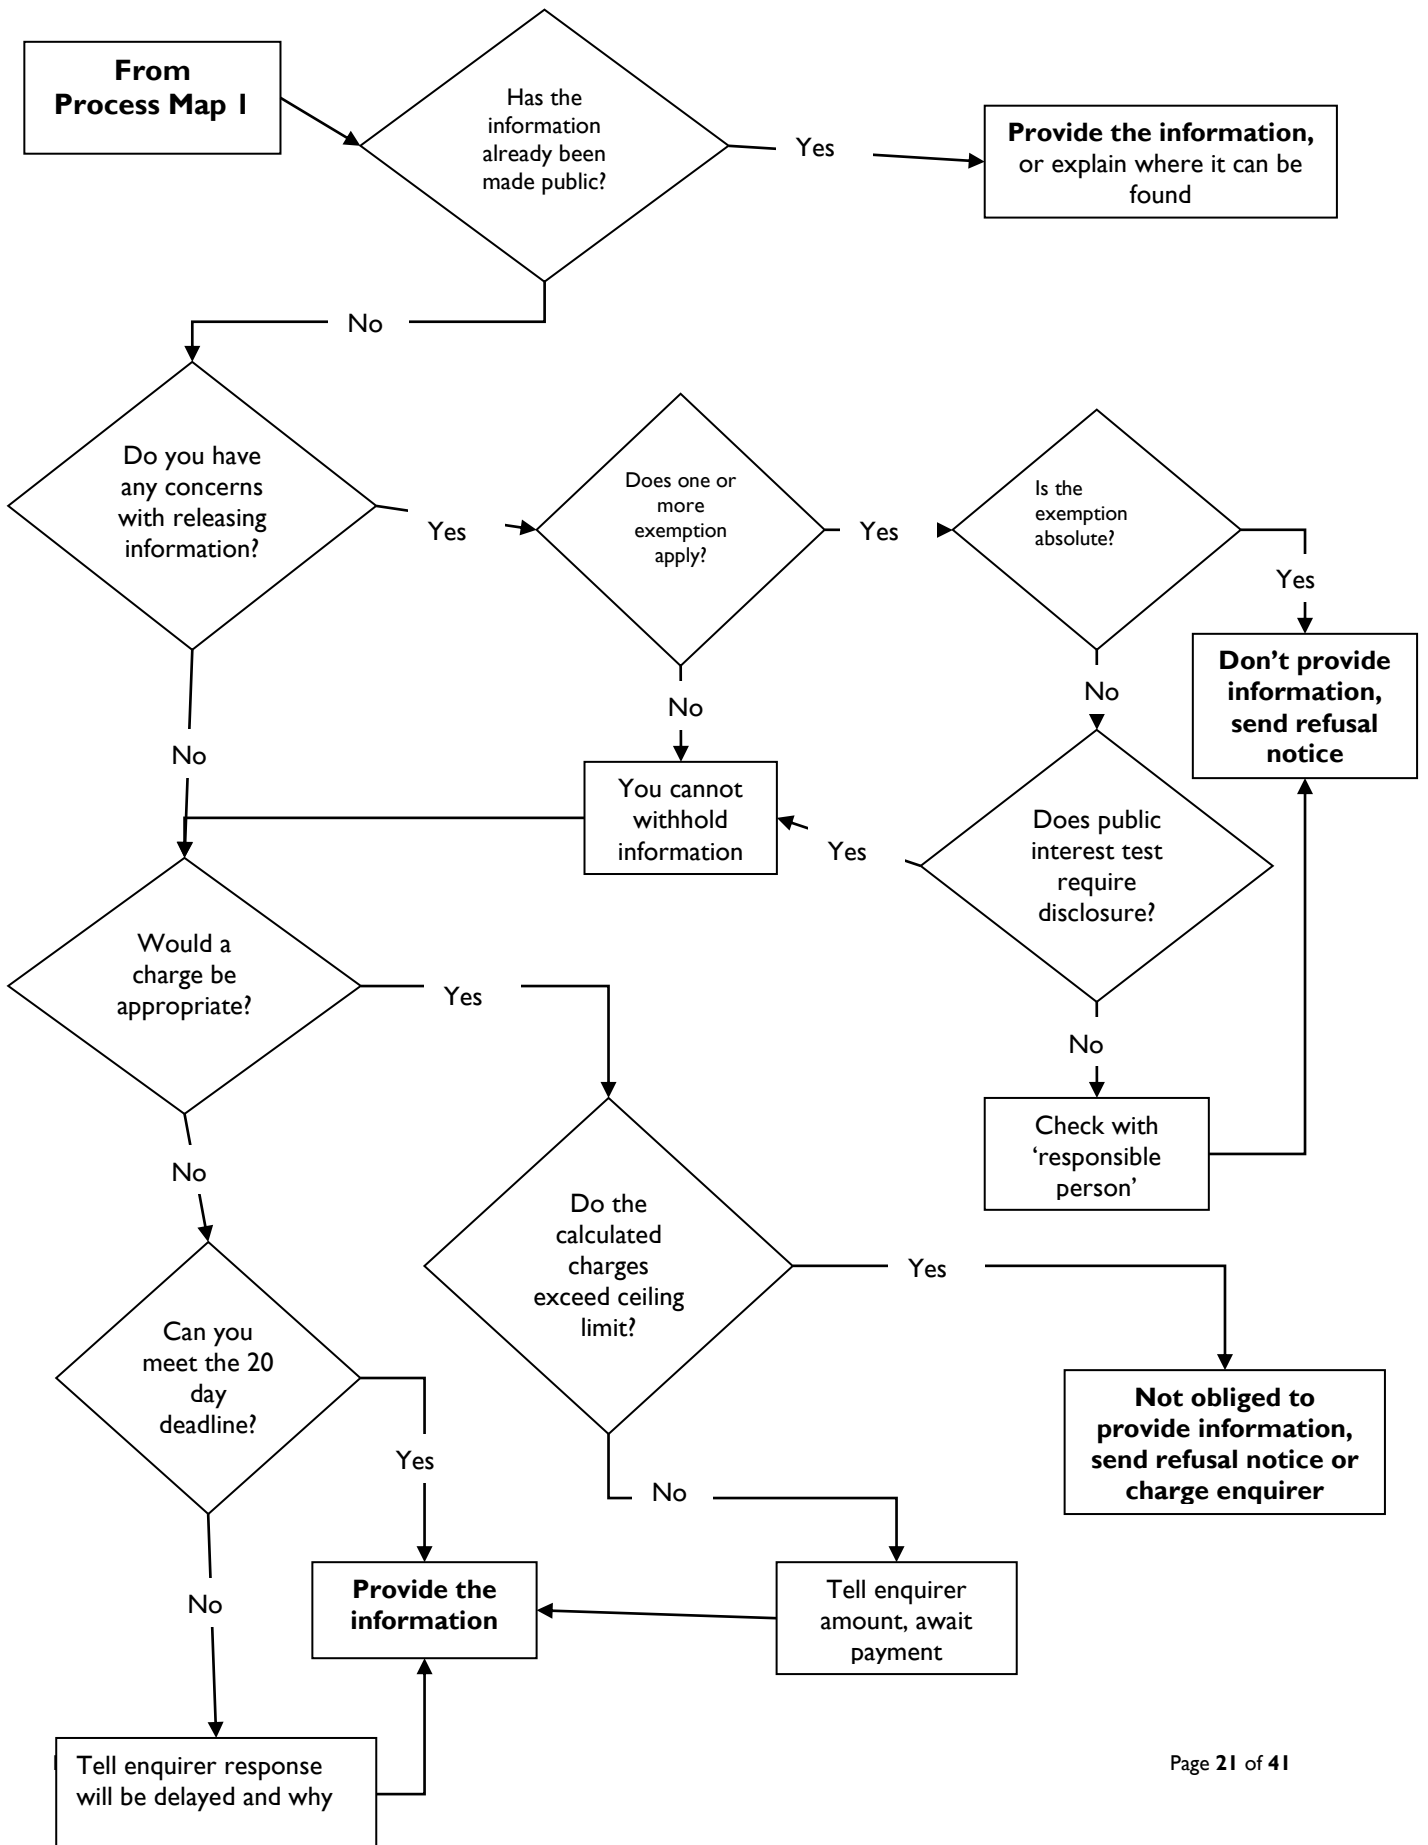 From
Process Map 1
Has the
information
already been
made public?
Yes
Provide the information,
or explain where it can be
found
No
Do you have
any concerns
with releasing
information?
Yes
Does one or
more
exemption
apply?
Yes
Is the
exemption
absolute?
Yes
Don't provide
information,
send refusal
notice
No
No
No
You cannot
withhold
information
Yes
Does public
interest test
require
disclosure?
Would a
charge be
appropriate?
Yes
No
Check with
‘responsible
person’
No
Do the
calculated
charges
exceed ceiling
limit?
Yes
Can you
meet the 20
day
deadline?
Yes
Not obliged to
provide information,
send refusal notice or
charge enquirer
No
No
Provide the
information
Tell enquirer
amount, await
payment
Tell enquirer response
will be delayed and why
Page 21 of 41